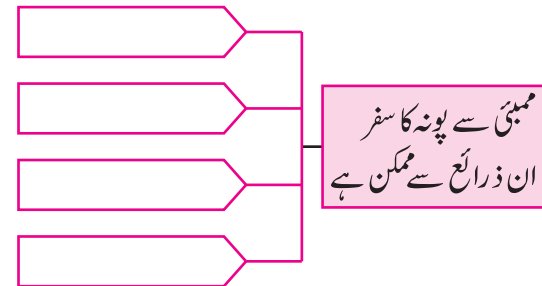 ممبئی سے پونہ کا سفر
ان ذرائع سے ممکن ہے